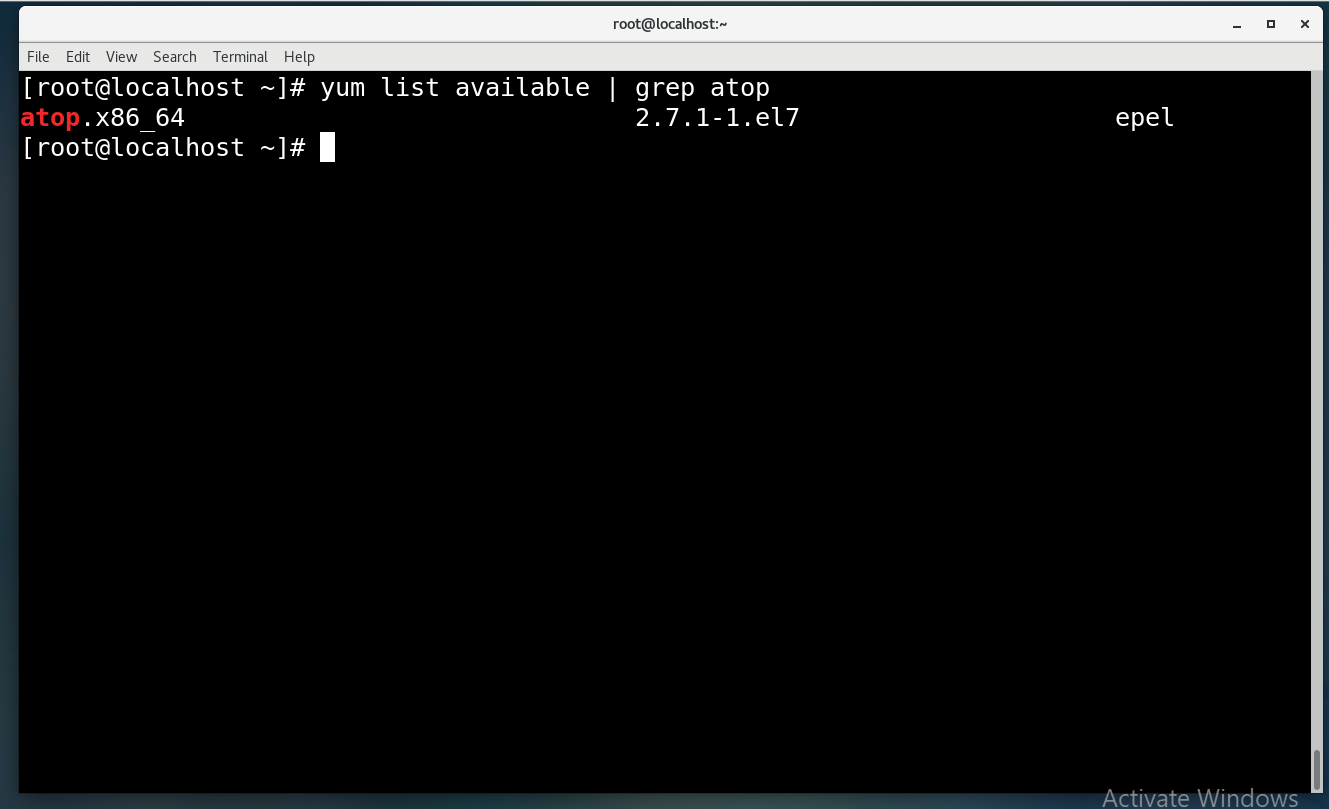 root@localhost:~
File Edit View Search Terminal Help
[root@localhost ~]# yum list available | grep atop
atop.x86_64 2.7.1-1.el7 epel
[root@localhost ~]#
Activate Windows